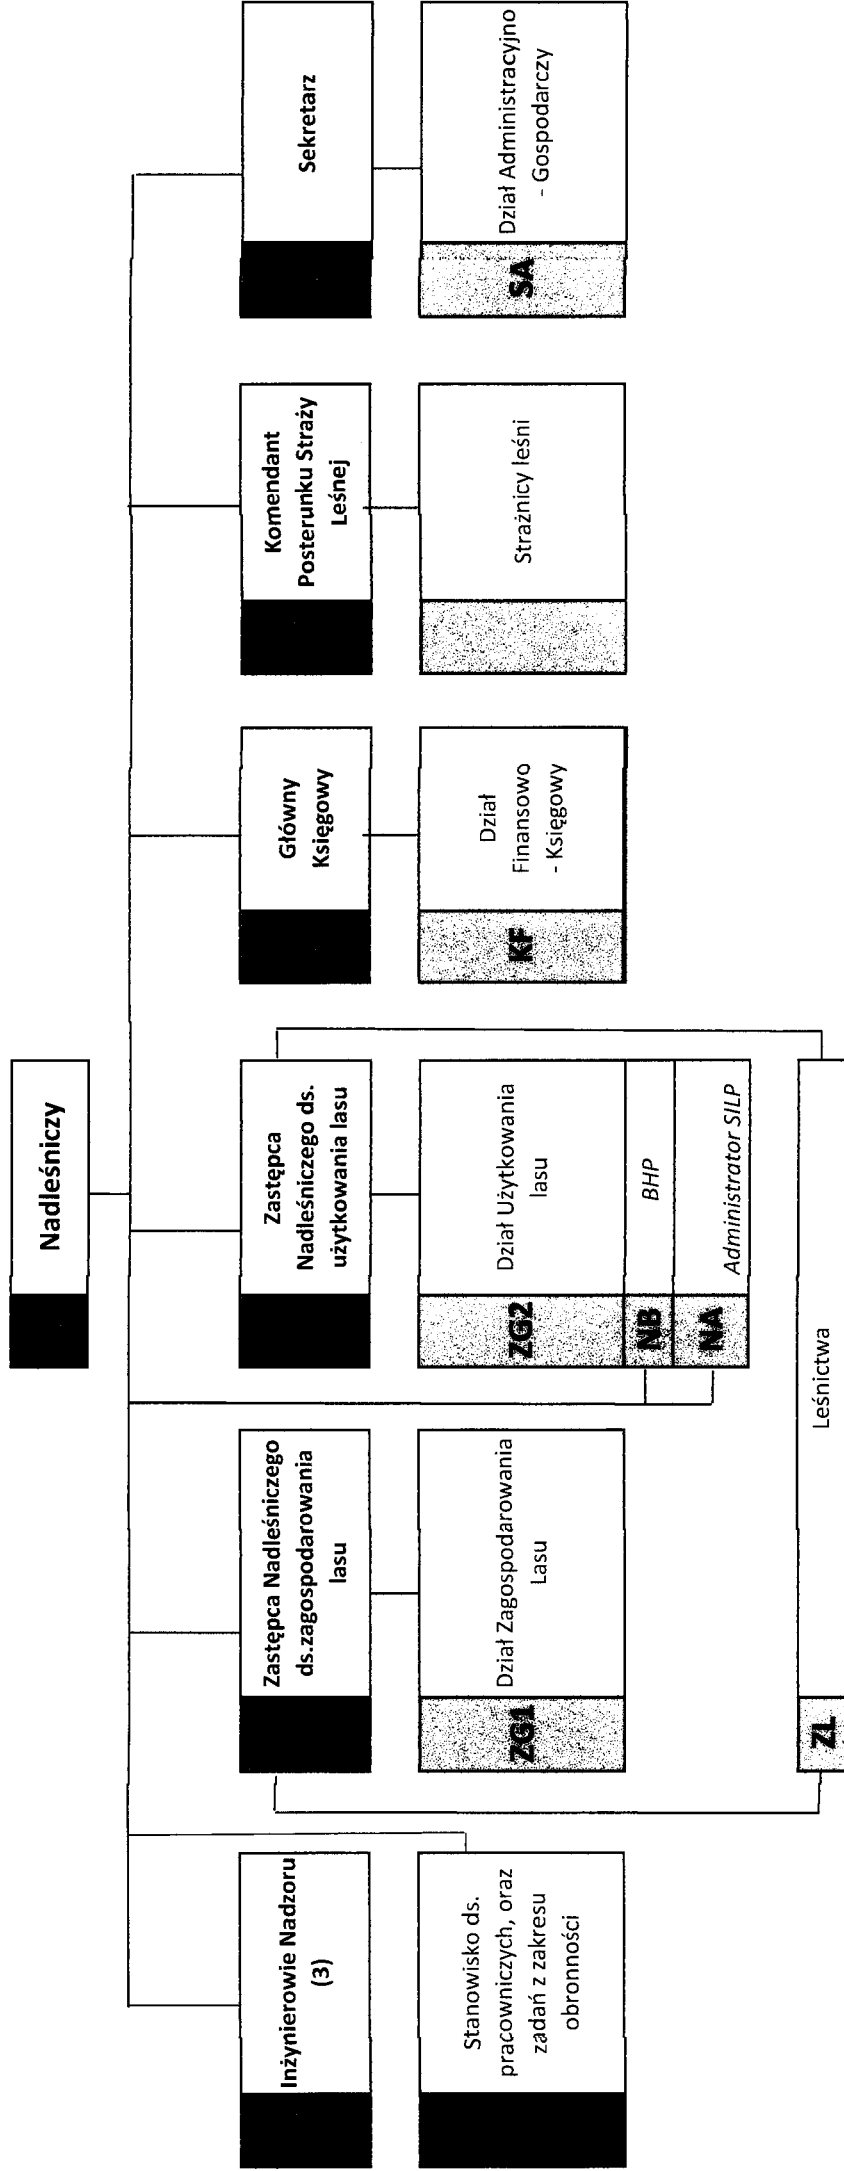 Nadleśniczy
Inżynierowie Nadzoru
(3)
Zastępca Nadleśniczego
ds.zagospodarowania
lasu
Zastępca
Nadleśniczego ds.
użytkowania lasu
Główny
Księgowy
Komendant
Posterunku Straży
Leśnej
Sekretarz
Stanowisko ds.
pracowniczych, oraz
zadań z zakresu
obronności
ZG1
Dział Zagospodarowania
Lasu
ZG2
Dział Użytkowania
lasu
NB
BHP
NA
Administrator SILP
KF
Dział
Finansowo
- Księgowy
Strażnicy leśni
SA
Dział Administracyjno
- Gospodarczy
ZL
Leśnictwa